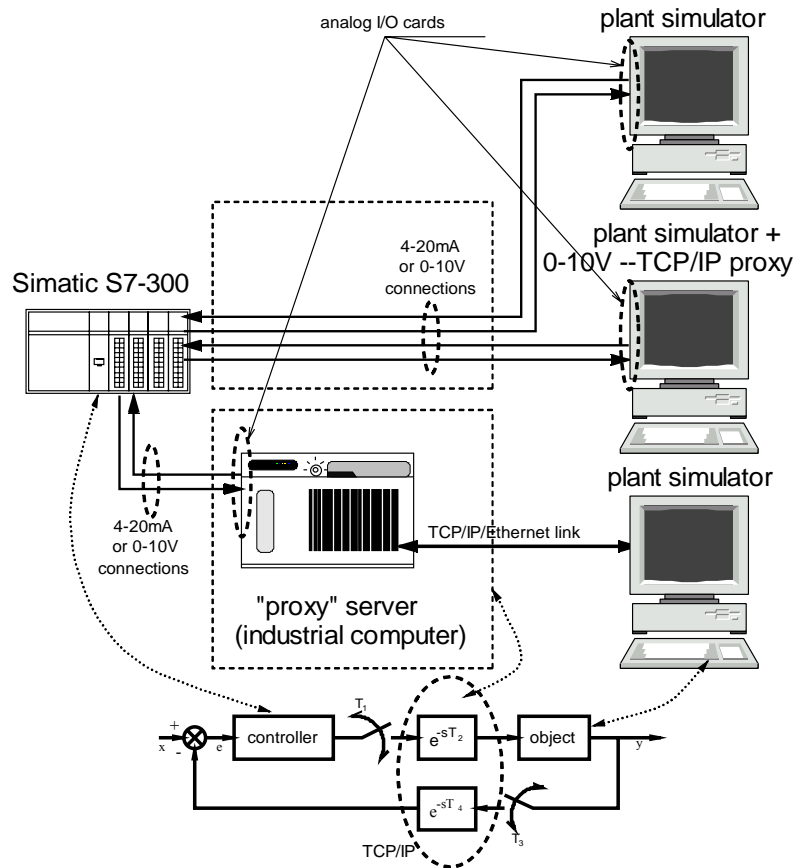 plant simulator
analog I/O cards
plant simulator +
0-10V --TCP/IP proxy
4-20mA
or 0-10V
connections
Simatic S7-300
plant simulator
4-20mA
or 0-10V
connections
TCP/IP/Ethernet link
"proxy" server
(industrial computer)
T1
+
x
-
e
controller
e-sT2
object
y
e-sT4
T3
TCP/IP